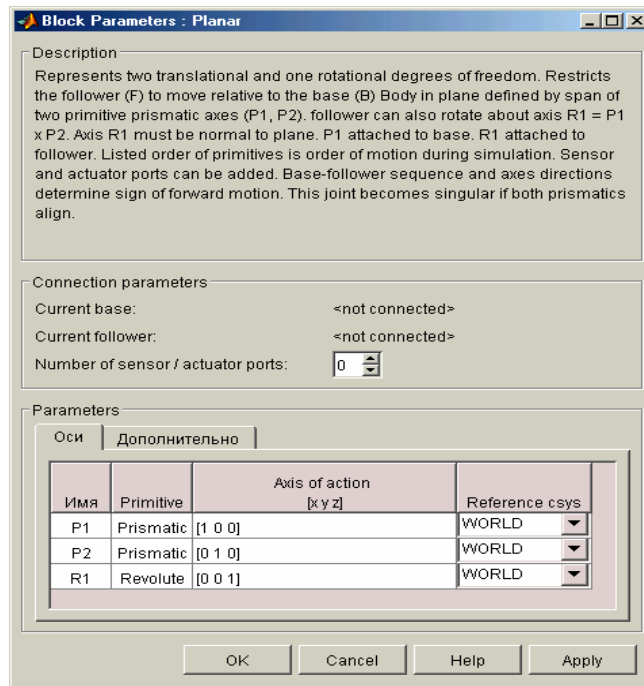 Block Parameters : Planar
Description
Represents two translational and one rotational degrees of freedom. Restricts
the follower (F) to move relative to the base (B) Body in plane defined by span of
two primitive prismatic axes (P1, P2). follower can also rotate about axis R1 = P1
x P2. Axis R1 must be normal to plane. P1 attached to base. R1 attached to
follower. Listed order of primitives is order of motion during simulation. Sensor
and actuator ports can be added. Base-follower sequence and axes directions
determine sign of forward motion. This joint becomes singular if both prismatics
align.
Connection parameters
Current base: <not connected>
Current follower: <not connected>
Number of sensor / actuator ports: 0
Parameters
Оси Дополнительно
Имя Primitive Axis of action [x y z] Reference csys
P1 Prismatic [1 0 0] WORLD
P2 Prismatic [0 1 0] WORLD
R1 Revolute [0 0 1] WORLD
OK Cancel Help Apply